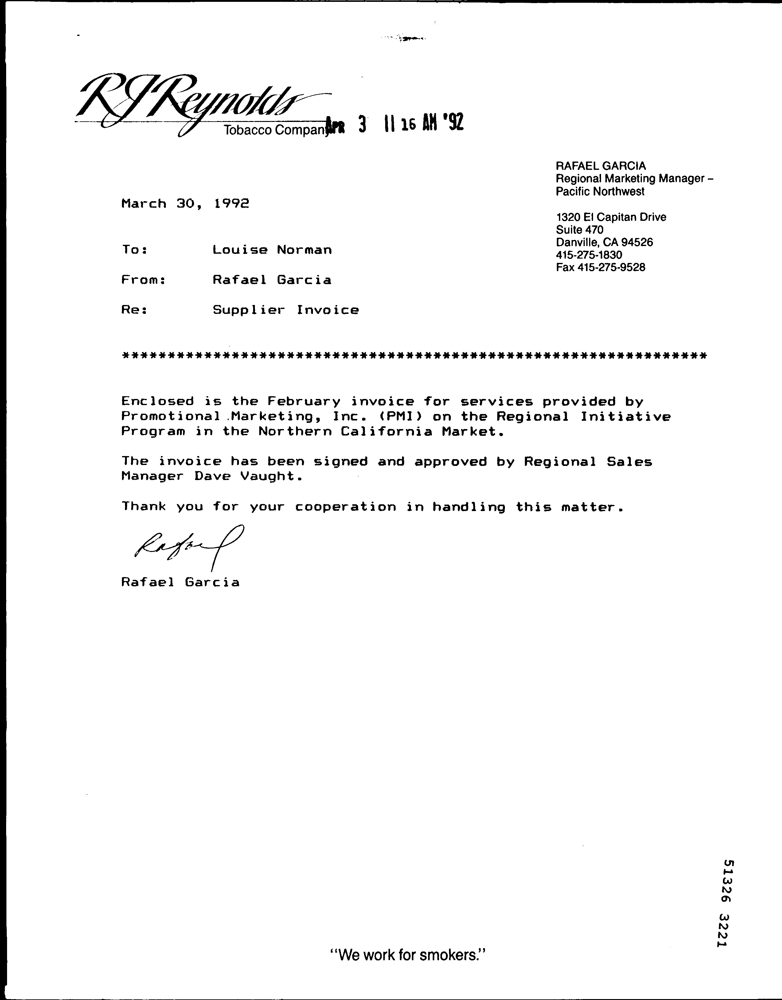 RJReynolds
Tobacco Company
APR 3 11 16 AM '92
RAFAEL GARCIA
Regional Marketing Manager –
Pacific Northwest
1320 El Capitan Drive
Suite 470
Danville, CA 94526
415-275-1830
Fax 415-275-9528
March 30, 1992
To: Louise Norman
From: Rafael Garcia
Re: Supplier Invoice
****************************************************************
Enclosed is the February invoice for services provided by
Promotional Marketing, Inc. (PMI) on the Regional Initiative
Program in the Northern California Market.
The invoice has been signed and approved by Regional Sales
Manager Dave Vaught.
Thank you for your cooperation in handling this matter.
Rafael
Rafael Garcia
51326 3221
"We work for smokers."